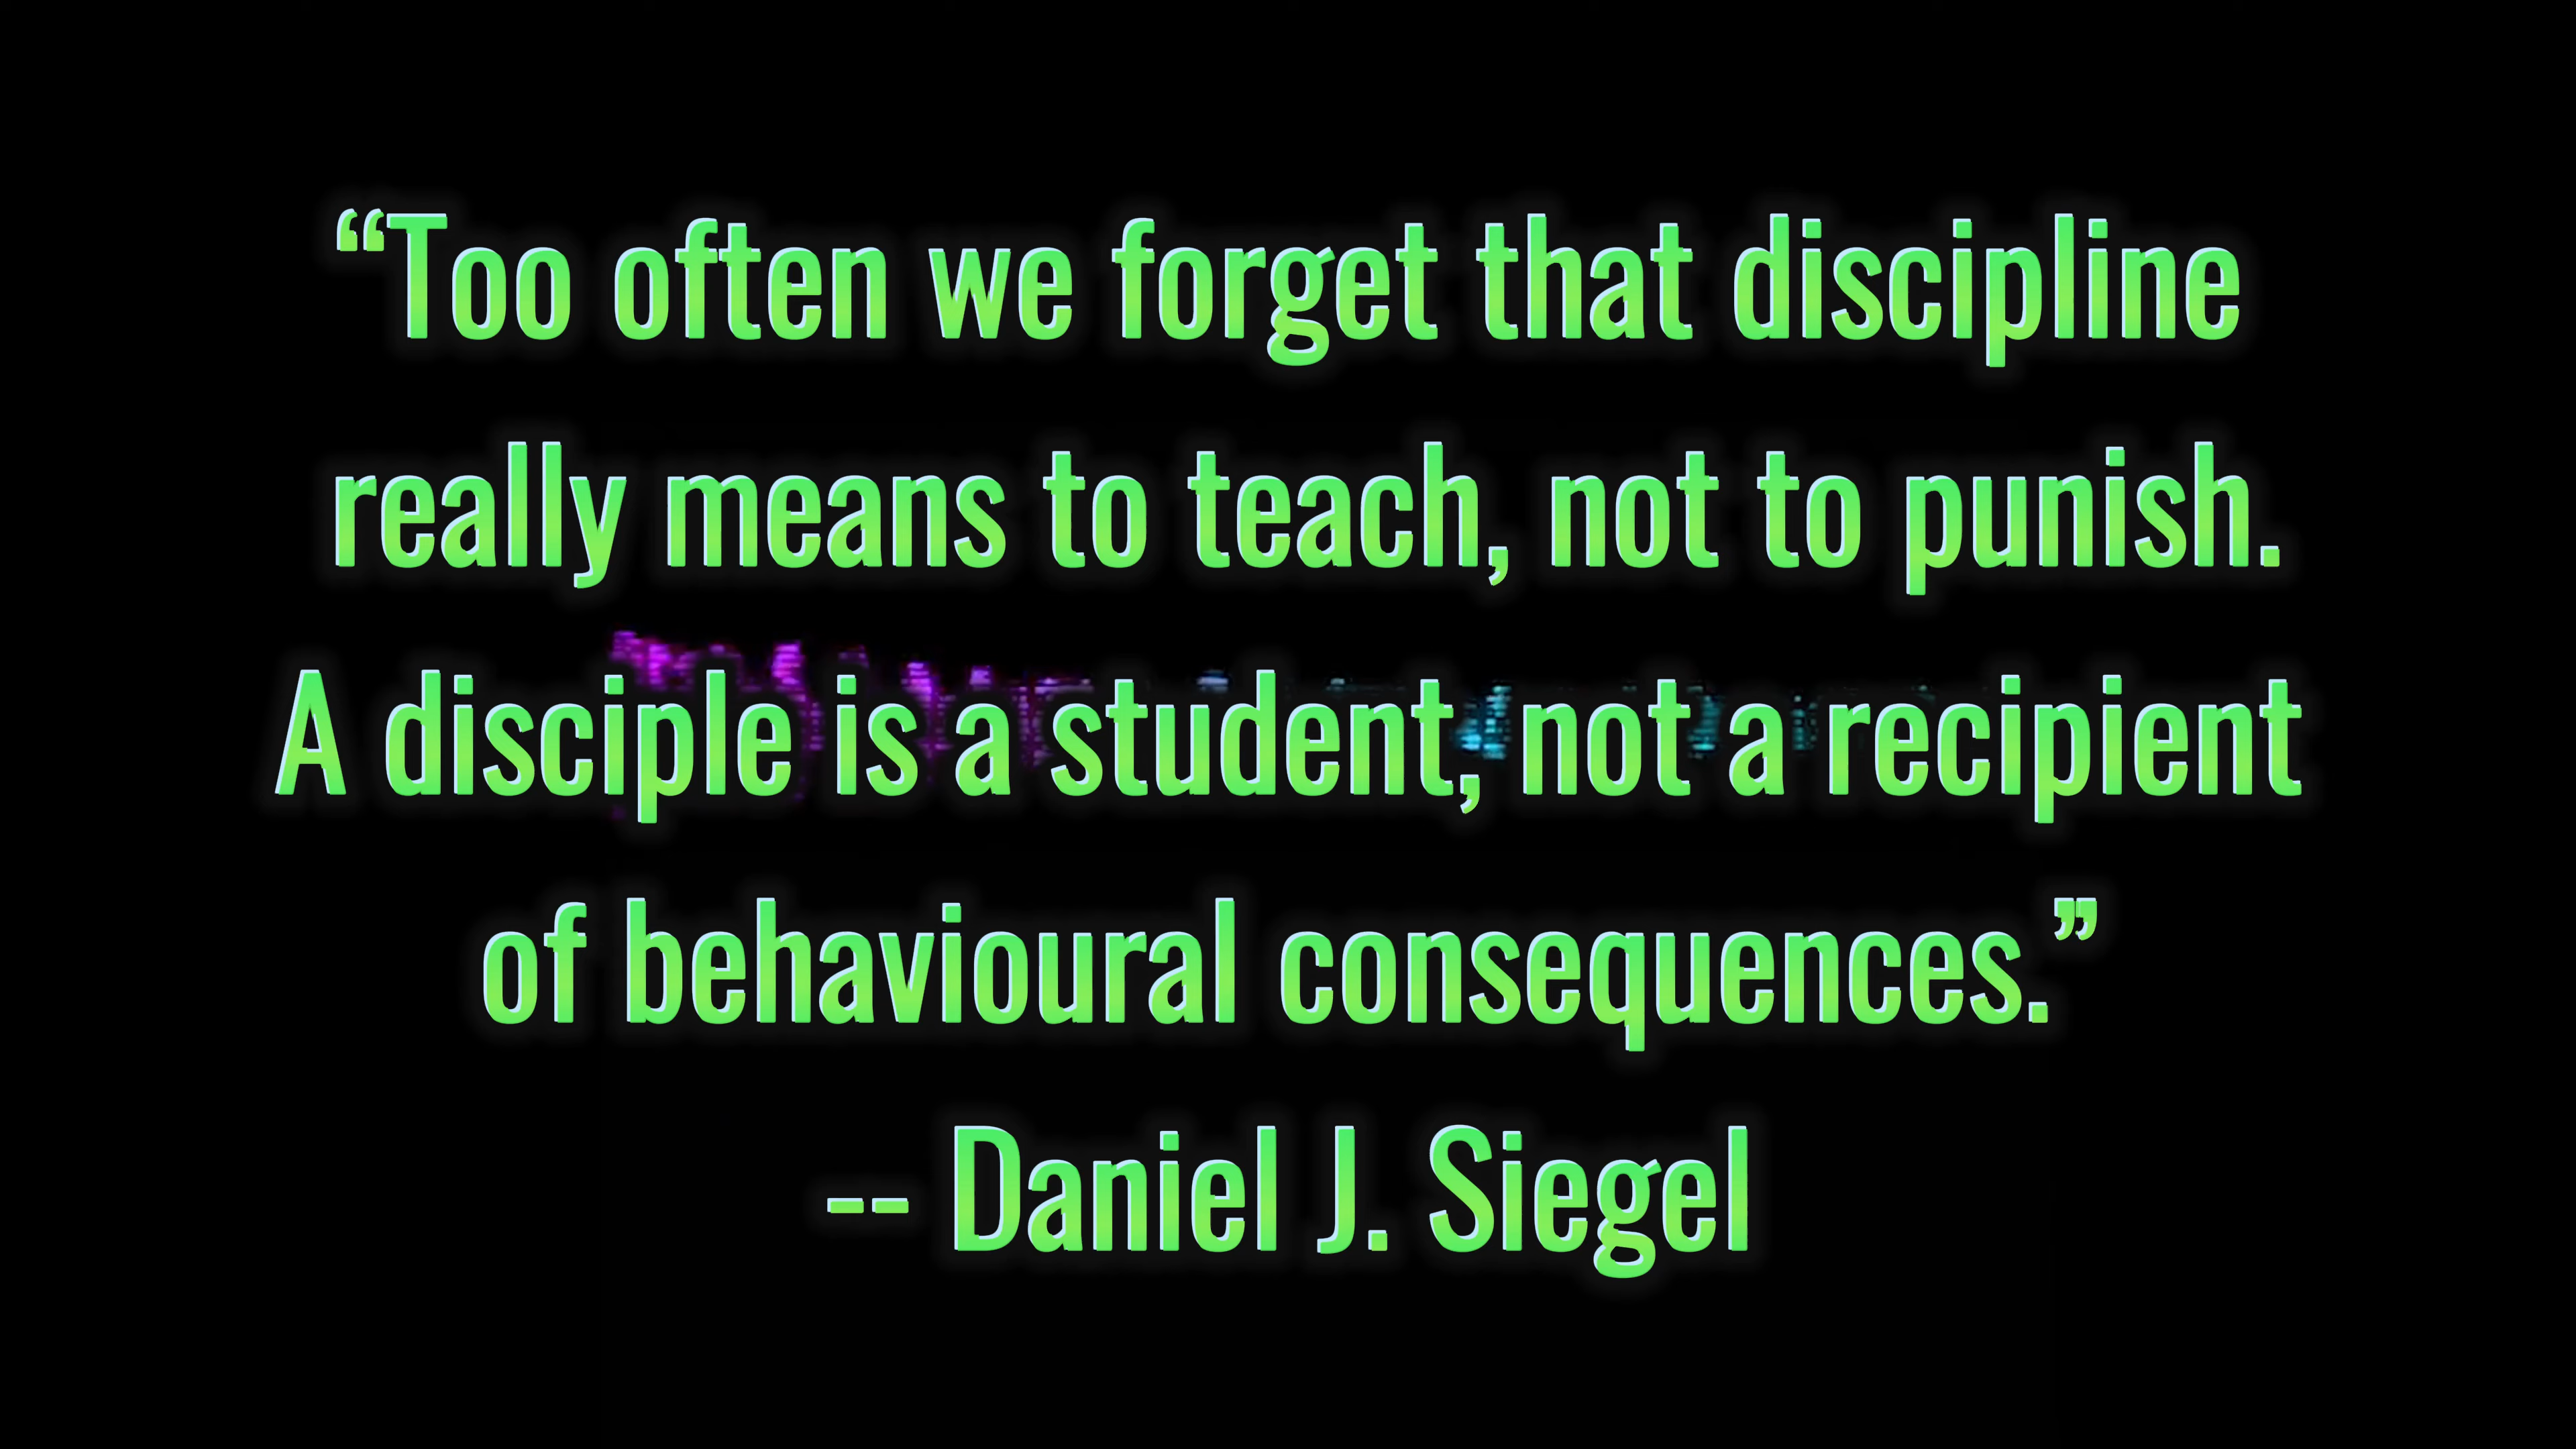 “Too often we forget that discipline
really means to teach, not to punish.
A disciple is a student, not a recipient
of behavioural consequences.”
-- Daniel J. Siegel